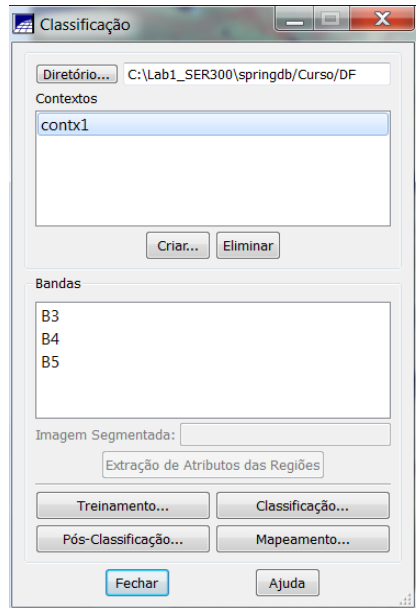 Classificação
Diretório... C:\Lab1_SER300\springdb/Curso/DF
Contextos
contx1
Criar... Eliminar
Bandas
B3
B4
B5
Imagem Segmentada:
Extração de Atributos das Regiões
Treinamento... Classificação...
Pós-Classificação... Mapeamento...
Fechar Ajuda